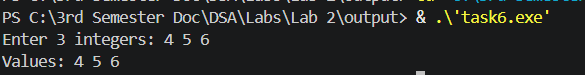 PS C:\3rd Semester Doc\DSA\Labs\Lab 2\output> & .\'task6.exe'
Enter 3 integers: 4 5 6
Values: 4 5 6